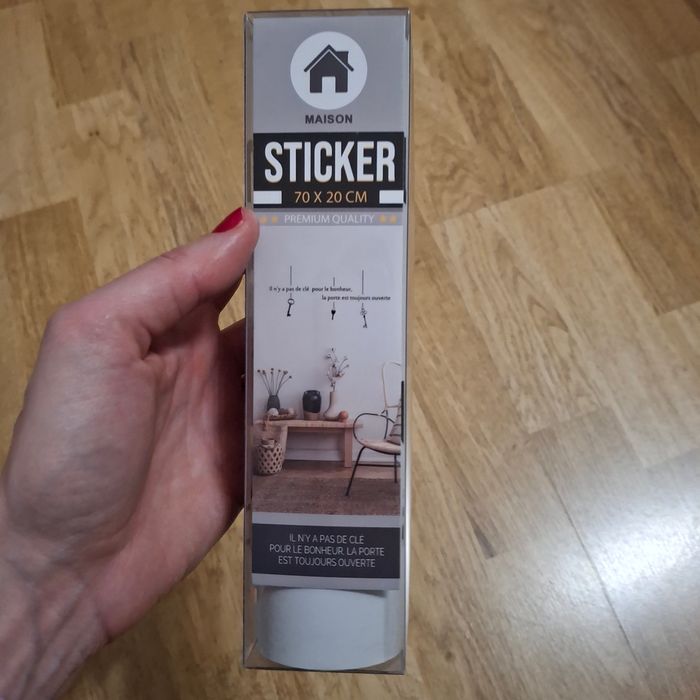 MAISON
STICKER
70 X 20 CM
PREMIUM QUALITY
Il n'y a pas de clé pour le bonheur,
la porte est toujours ouverte
IL N'Y A PAS DE CLÉ
POUR LE BONHEUR. LA PORTE
EST TOUJOURS OUVERTE